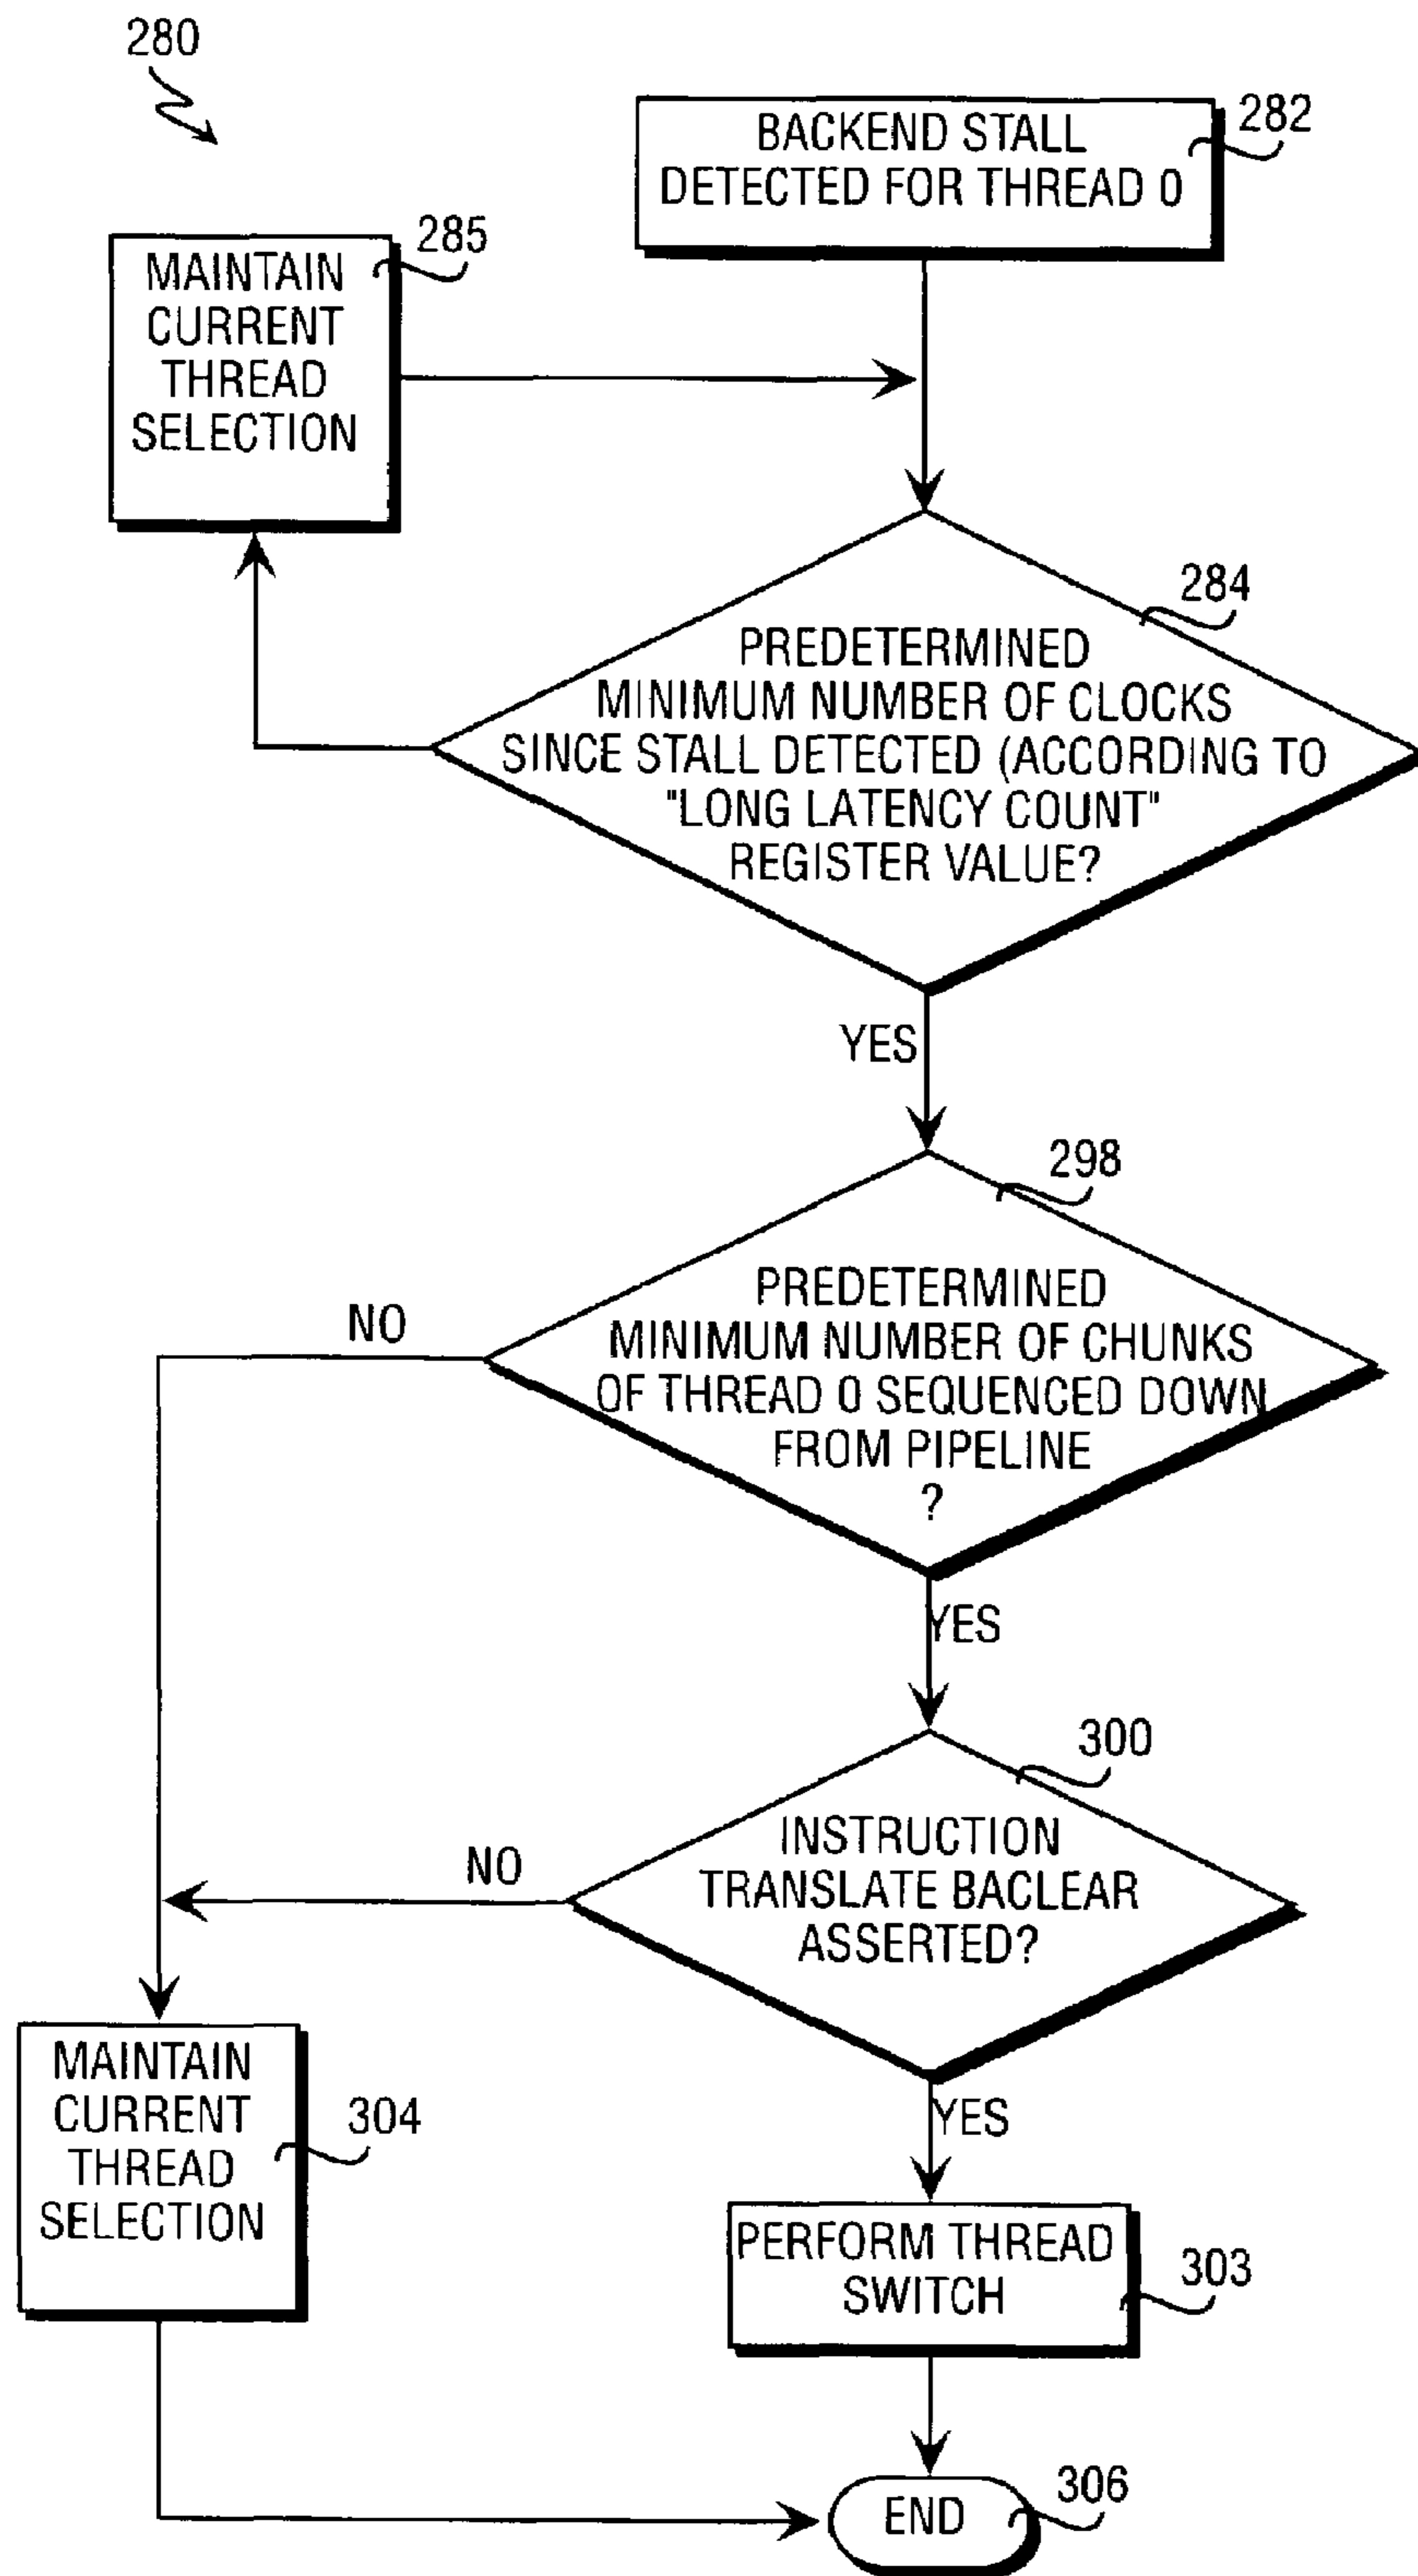 280
BACKEND STALL
DETECTED FOR THREAD 0
282
MAINTAIN
CURRENT
THREAD
SELECTION
285
PREDETERMINED
MINIMUM NUMBER OF CLOCKS
SINCE STALL DETECTED (ACCORDING TO
"LONG LATENCY COUNT"
REGISTER VALUE?
284
YES
PREDETERMINED
MINIMUM NUMBER OF CHUNKS
OF THREAD 0 SEQUENCED DOWN
FROM PIPELINE
?
298
NO
YES
INSTRUCTION
TRANSLATE BACLEAR
ASSERTED?
300
NO
YES
MAINTAIN
CURRENT
THREAD
SELECTION
304
PERFORM THREAD
SWITCH
303
END
306